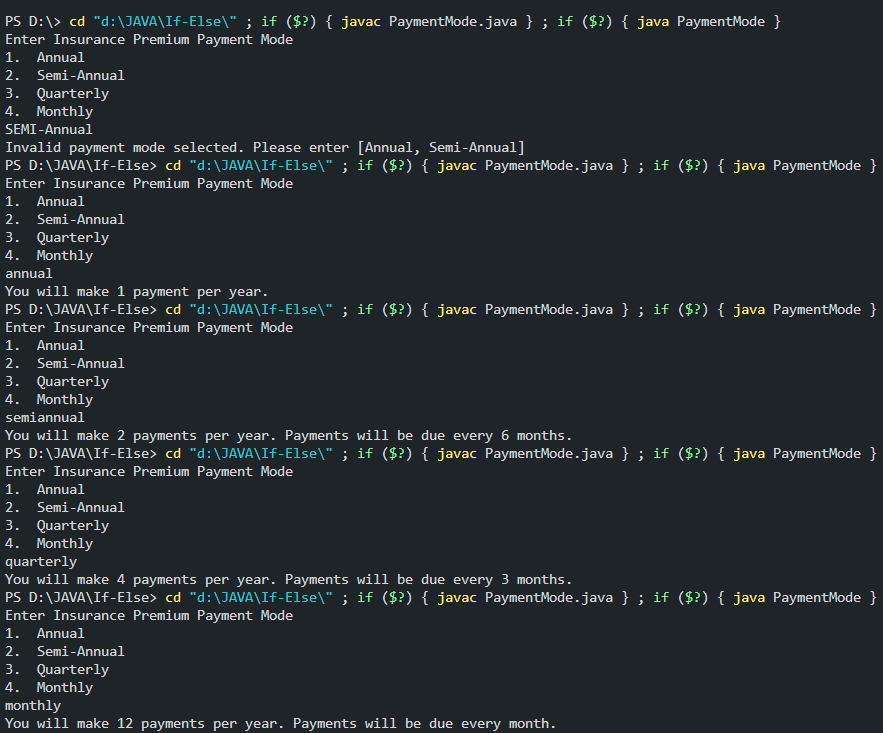 PS D:\> cd "d:\JAVA\If-Else\" ; if ($?) { javac PaymentMode.java } ; if ($?) { java PaymentMode }
Enter Insurance Premium Payment Mode
1.  Annual
2.  Semi-Annual
3.  Quarterly
4.  Monthly
SEMI-Annual
Invalid payment mode selected. Please enter [Annual, Semi-Annual]
PS D:\JAVA\If-Else> cd "d:\JAVA\If-Else\" ; if ($?) { javac PaymentMode.java } ; if ($?) { java PaymentMode }
Enter Insurance Premium Payment Mode
1.  Annual
2.  Semi-Annual
3.  Quarterly
4.  Monthly
annual
You will make 1 payment per year.
PS D:\JAVA\If-Else> cd "d:\JAVA\If-Else\" ; if ($?) { javac PaymentMode.java } ; if ($?) { java PaymentMode }
Enter Insurance Premium Payment Mode
1.  Annual
2.  Semi-Annual
3.  Quarterly
4.  Monthly
semiannual
You will make 2 payments per year. Payments will be due every 6 months.
PS D:\JAVA\If-Else> cd "d:\JAVA\If-Else\" ; if ($?) { javac PaymentMode.java } ; if ($?) { java PaymentMode }
Enter Insurance Premium Payment Mode
1.  Annual
2.  Semi-Annual
3.  Quarterly
4.  Monthly
quarterly
You will make 4 payments per year. Payments will be due every 3 months.
PS D:\JAVA\If-Else> cd "d:\JAVA\If-Else\" ; if ($?) { javac PaymentMode.java } ; if ($?) { java PaymentMode }
Enter Insurance Premium Payment Mode
1.  Annual
2.  Semi-Annual
3.  Quarterly
4.  Monthly
monthly
You will make 12 payments per year. Payments will be due every month.